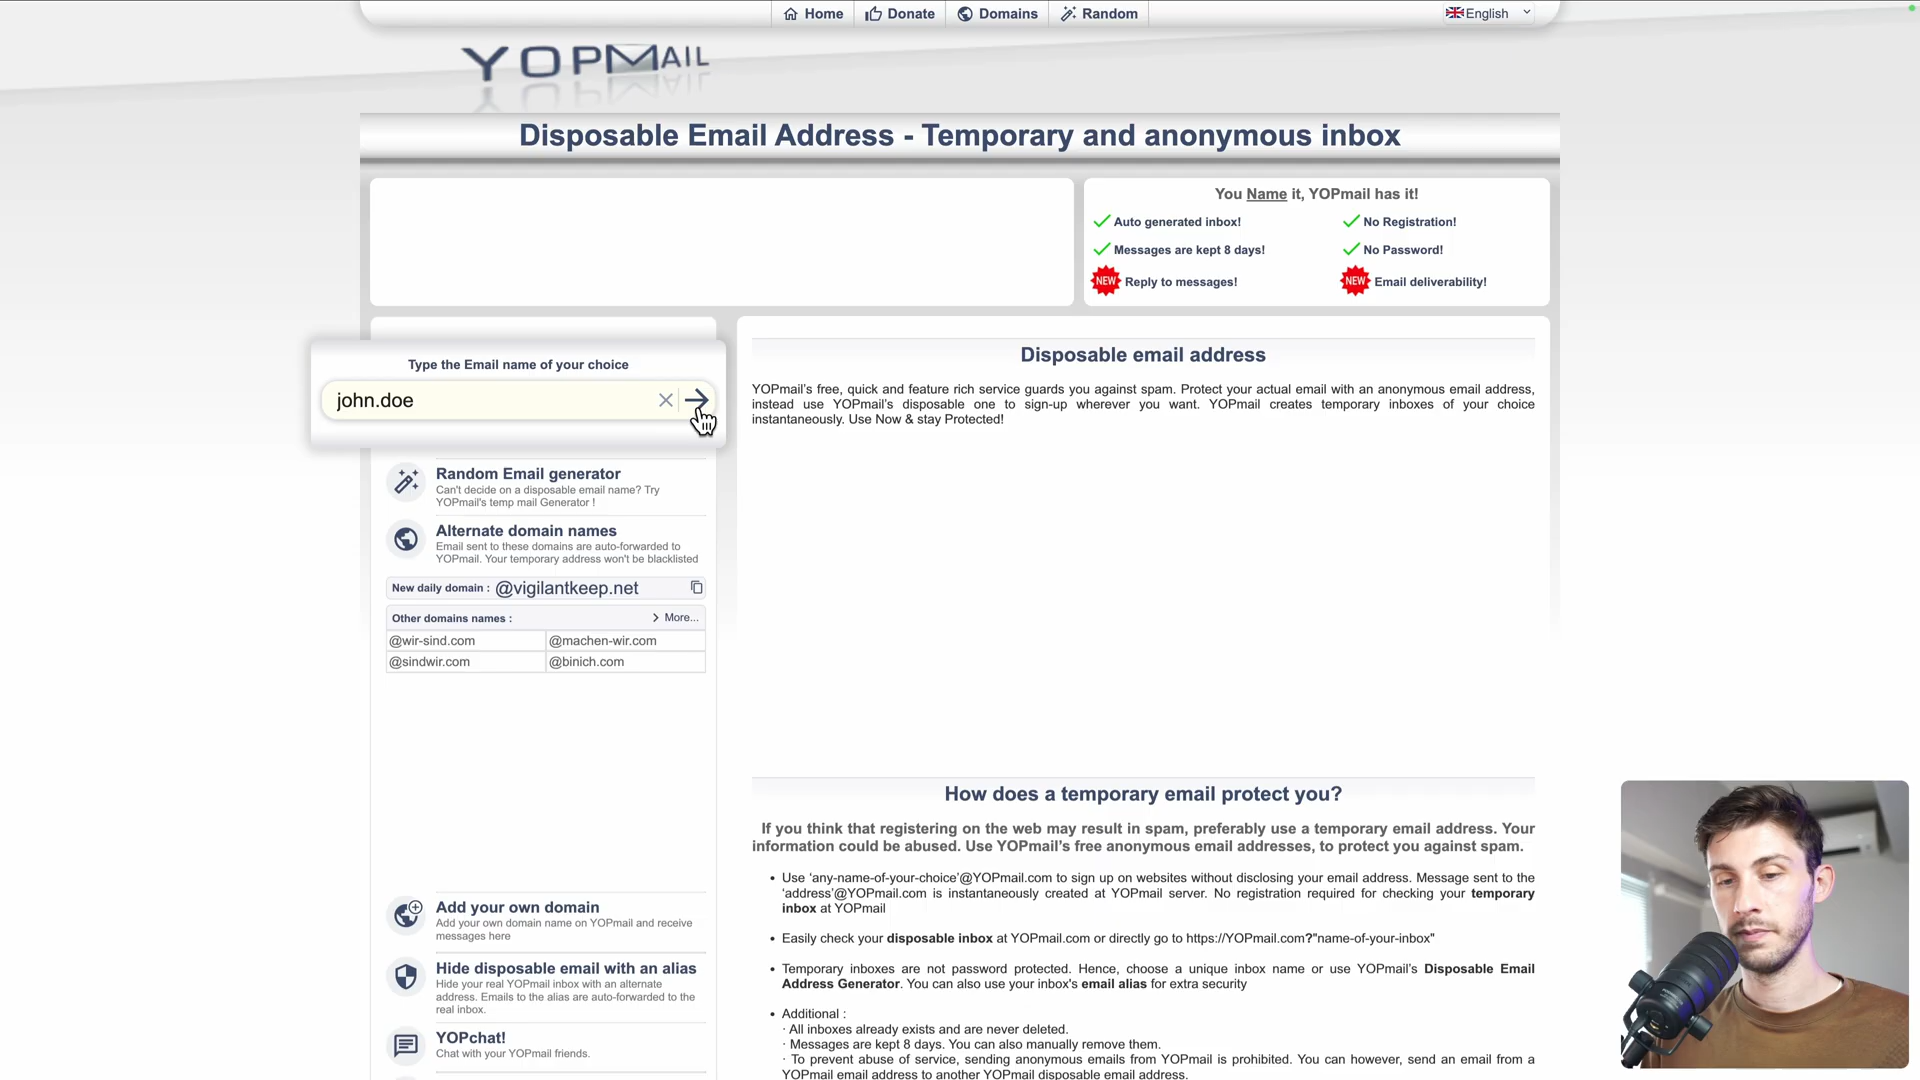 Home
Donate
Domains
Random
English
YOPMAIL
Disposable Email Address - Temporary and anonymous inbox
You Name it, YOPmail has it!
Auto generated inbox!
No Registration!
Messages are kept 8 days!
No Password!
NEW Reply to messages!
NEW Email deliverability!
Type the Email name of your choice
john.doe
Random Email generator
Can't decide on a disposable email name? Try
YOPmail's temp mail Generator !
Alternate domain names
Email sent to these domains are auto-forwarded to
YOPmail. Your temporary address won't be blacklisted
New daily domain : @vigilantkeep.net
Other domains names :
More...
@wir-sind.com
@machen-wir.com
@sindwir.com
@binich.com
Add your own domain
Add your own domain name on YOPmail and receive
messages here
Hide disposable email with an alias
Hide your real YOPmail inbox with an alternate
address. Emails to the alias are auto-forwarded to the
real inbox.
YOPchat!
Chat with your YOPmail friends.
Disposable email address
YOPmail's free, quick and feature rich service guards you against spam. Protect your actual email with an anonymous email address,
instead use YOPmail's disposable one to sign-up wherever you want. YOPmail creates temporary inboxes of your choice
instantaneously. Use Now & stay Protected!
How does a temporary email protect you?
If you think that registering on the web may result in spam, preferably use a temporary email address. Your
information could be abused. Use YOPmail's free anonymous email addresses, to protect you against spam.
• Use 'any-name-of-your-choice'@YOPmail.com to sign up on websites without disclosing your email address. Message sent to the
'address'@YOPmail.com is instantaneously created at YOPmail server. No registration required for checking your temporary
inbox at YOPmail
• Easily check your disposable inbox at YOPmail.com or directly go to https://YOPmail.com?"name-of-your-inbox"
• Temporary inboxes are not password protected. Hence, choose a unique inbox name or use YOPmail's Disposable Email
Address Generator. You can also use your inbox's email alias for extra security
• Additional :
· All inboxes already exists and are never deleted.
· Messages are kept 8 days. You can also manually remove them.
· To prevent abuse of service, sending anonymous emails from YOPmail is prohibited. You can however, send an email from a
YOPmail email address to another YOPmail disposable email address.